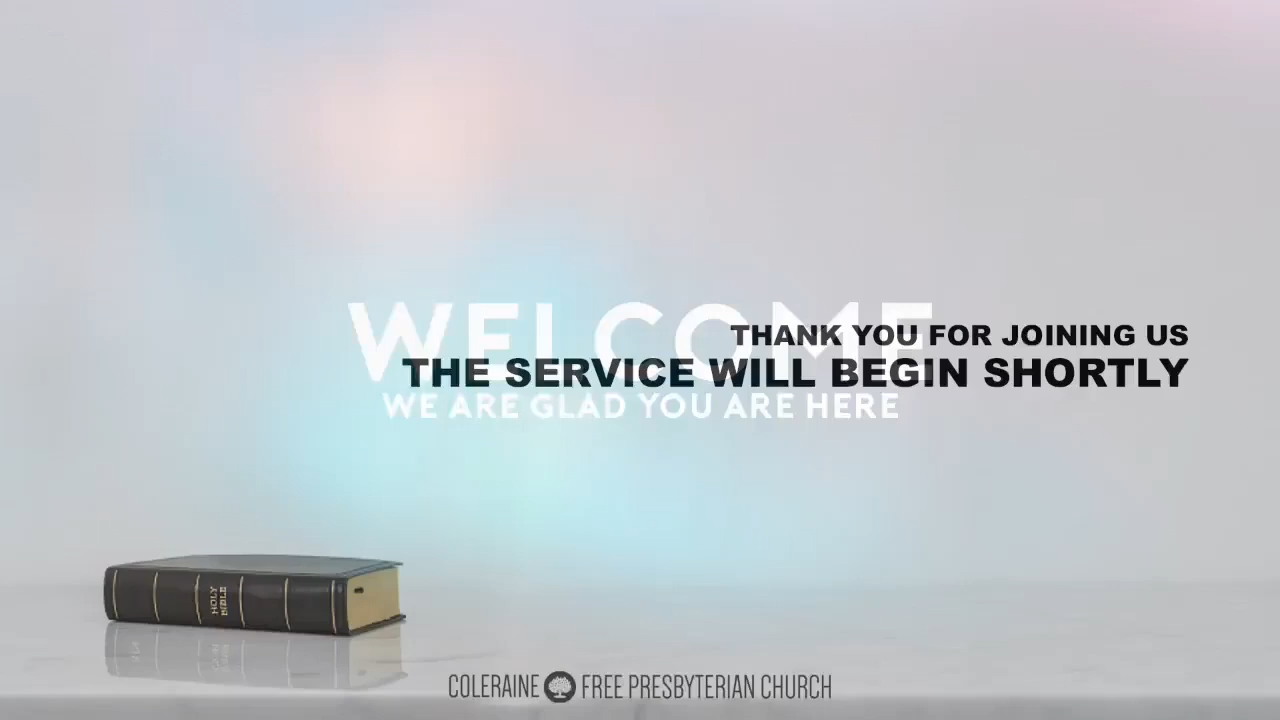 WELCOME
THANK YOU FOR JOINING US
THE SERVICE WILL BEGIN SHORTLY
WE ARE GLAD YOU ARE HERE
HOLY
BIBLE
COLERAINE FREE PRESBYTERIAN CHURCH